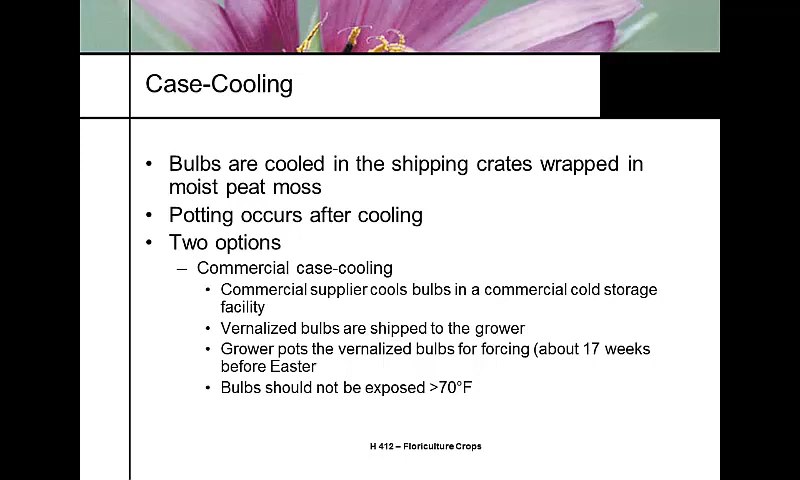 Case-Cooling
• Bulbs are cooled in the shipping crates wrapped in
moist peat moss
• Potting occurs after cooling
• Two options
– Commercial case-cooling
• Commercial supplier cools bulbs in a commercial cold storage
facility
• Vernalized bulbs are shipped to the grower
• Grower pots the vernalized bulbs for forcing (about 17 weeks
before Easter
• Bulbs should not be exposed >70°F
H 412 – Floriculture Crops